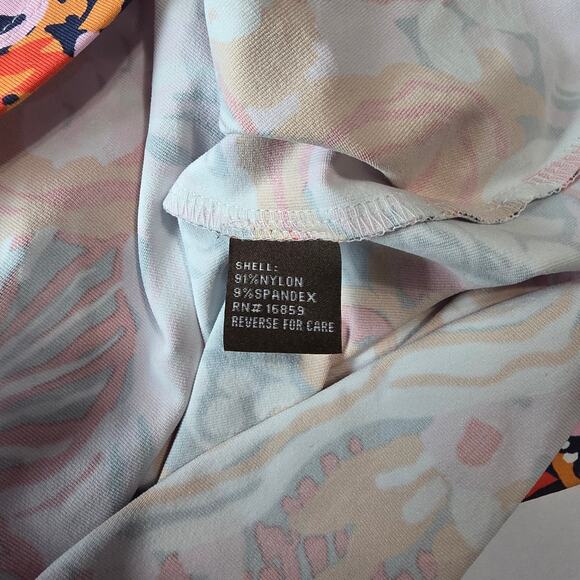 SHELL:
91%NYLON
9%SPANDEX
RN# 16859
REVERSE FOR CARE